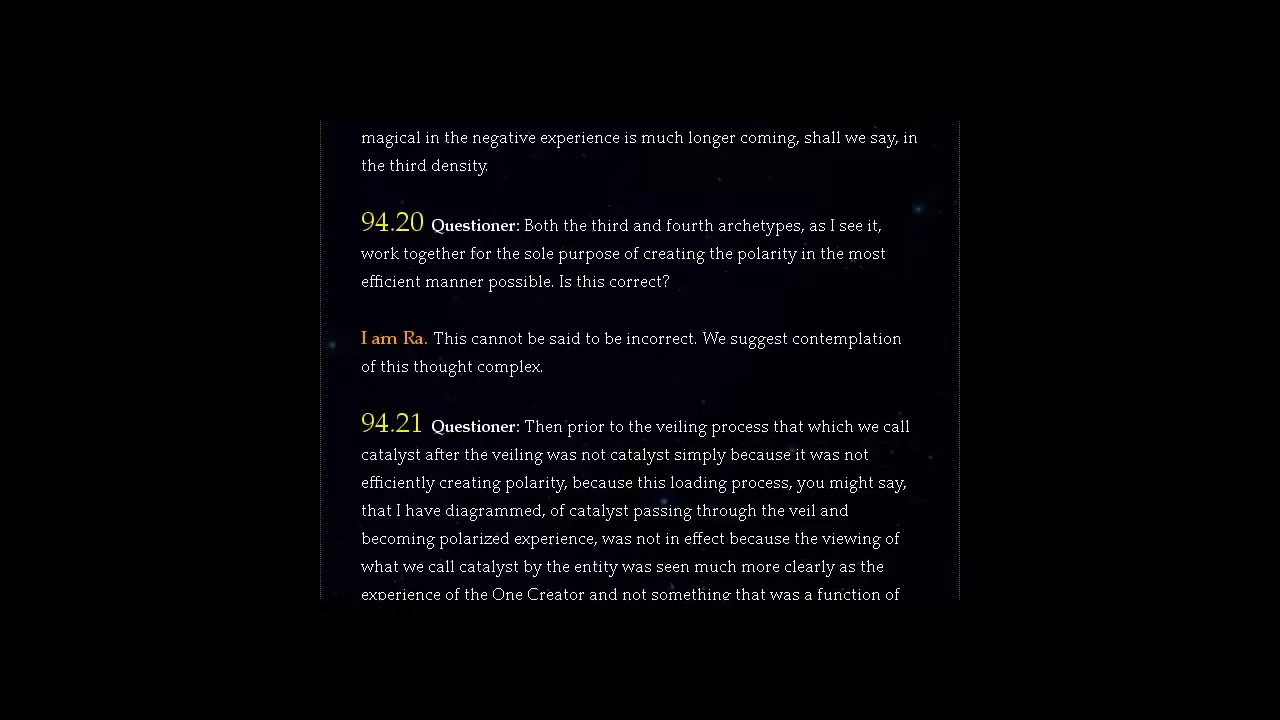 magical in the negative experience is much longer coming, shall we say, in
the third density.
94.20 Questioner: Both the third and fourth archetypes, as I see it,
work together for the sole purpose of creating the polarity in the most
efficient manner possible. Is this correct?
I am Ra. This cannot be said to be incorrect. We suggest contemplation
of this thought complex.
94.21 Questioner: Then prior to the veiling process that which we call
catalyst after the veiling was not catalyst simply because it was not
efficiently creating polarity, because this loading process, you might say,
that I have diagrammed, of catalyst passing through the veil and
becoming polarized experience, was not in effect because the viewing of
what we call catalyst by the entity was seen much more clearly as the
experience of the One Creator and not something that was a function of